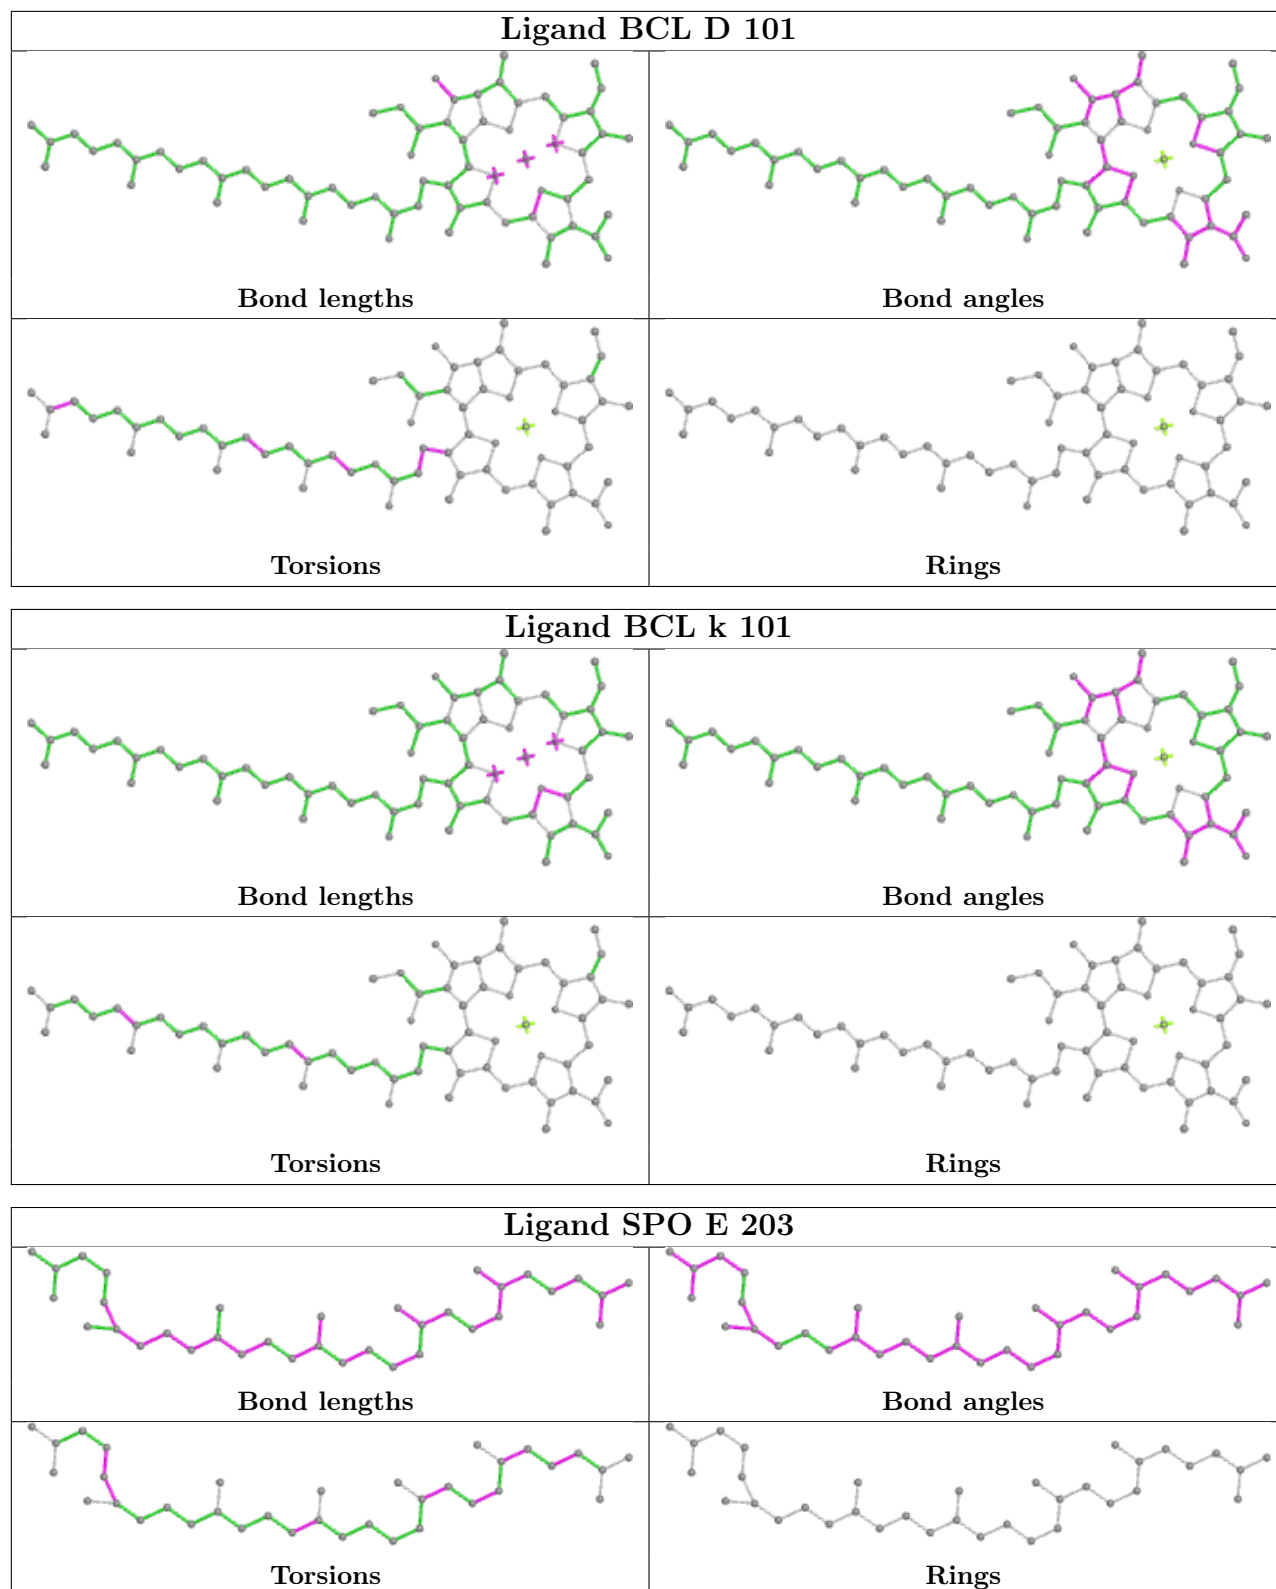 Ligand BCL D 101
Bond lengths
Bond angles
Torsions
Rings
Ligand BCL k 101
Bond lengths
Bond angles
Torsions
Rings
Ligand SPO E 203
Bond lengths
Bond angles
Torsions
Rings